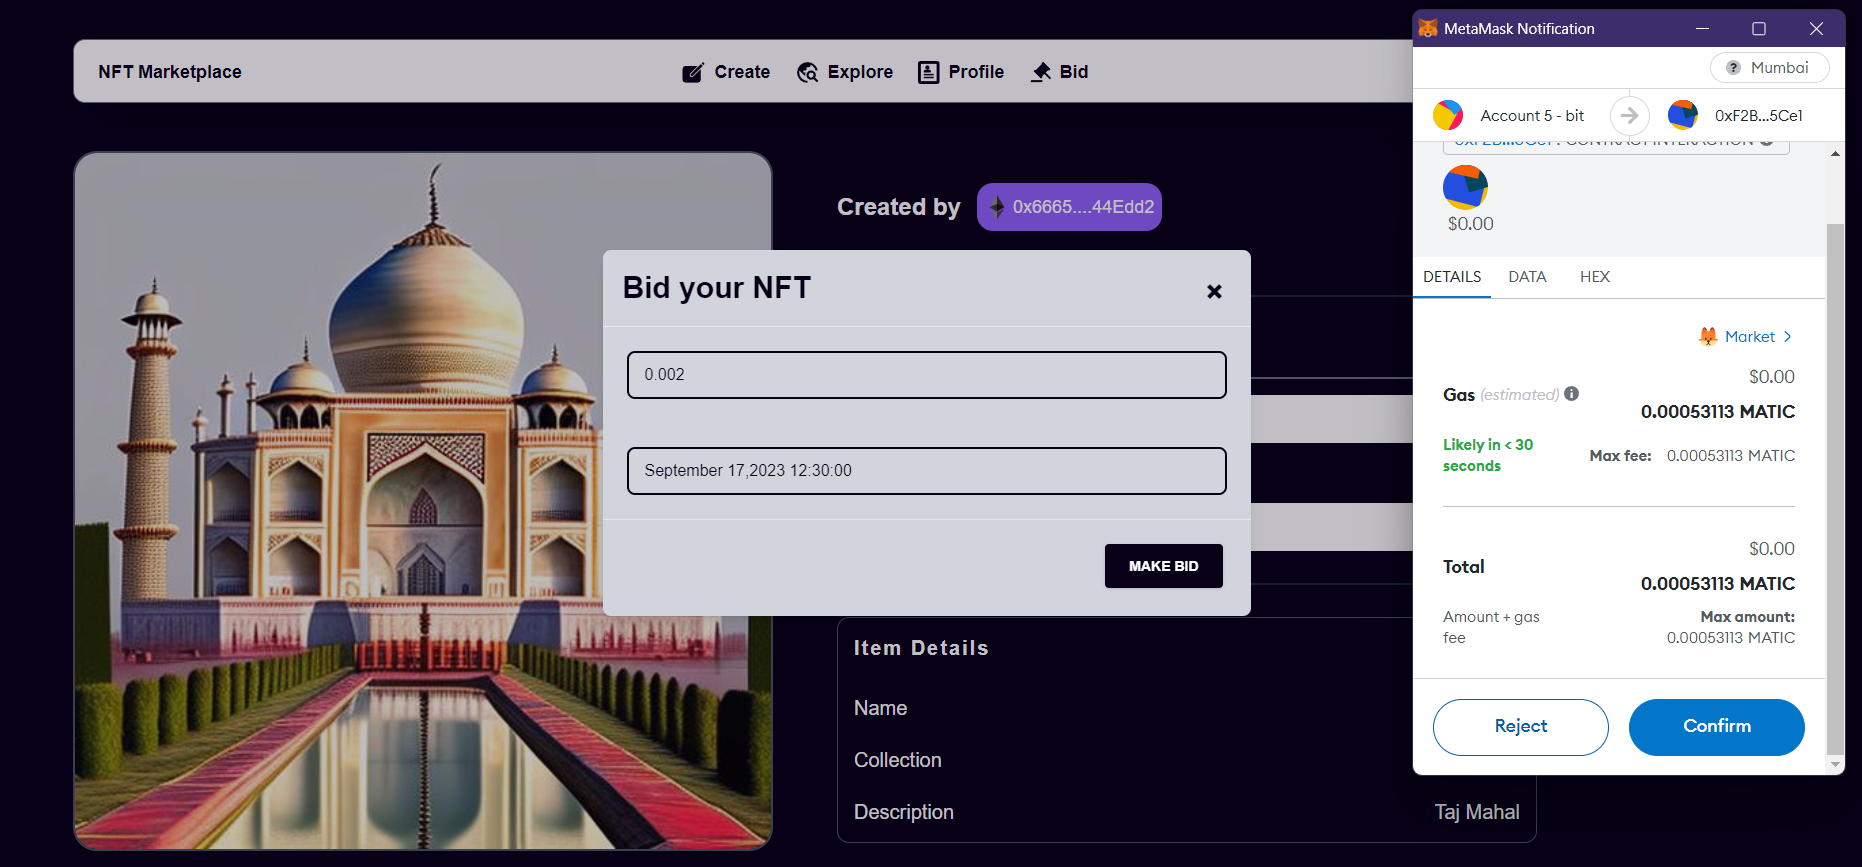 NFT Marketplace
Create
Explore
Profile
Bid
Created by
0x6665....44Edd2
Bid your NFT
0.002
September 17,2023 12:30:00
MAKE BID
Item Details
Name
Collection
Description
Taj Mahal
MetaMask Notification
Mumbai
Account 5 - bit
0xF2B...5Ce1
0xF2B...5Ce1 : CONTRACT INTERACTION
$0.00
DETAILS
DATA
HEX
Market
$0.00
Gas (estimated)
0.00053113 MATIC
Likely in < 30
seconds
Max fee: 0.00053113 MATIC
$0.00
Total
0.00053113 MATIC
Amount + gas
fee
Max amount:
0.00053113 MATIC
Reject
Confirm